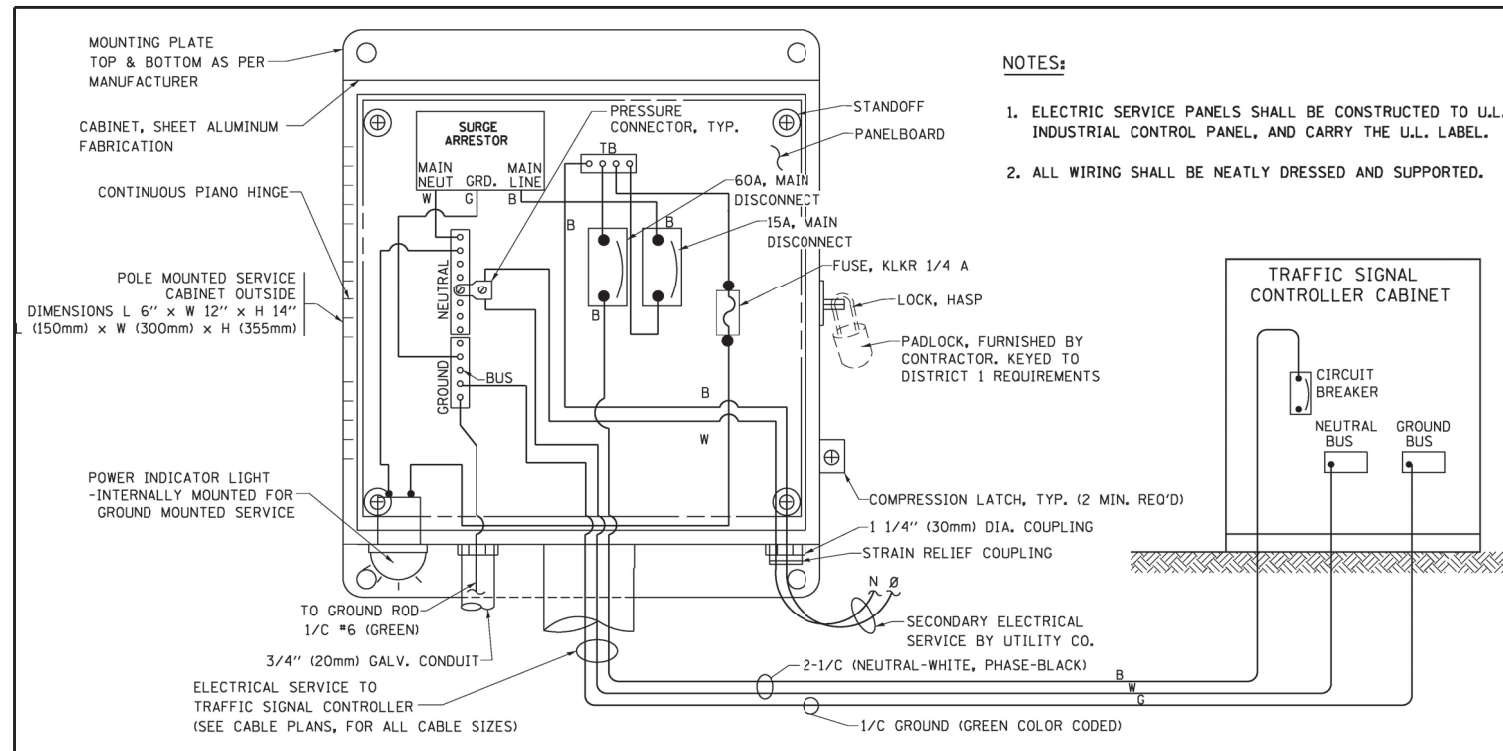 MOUNTING PLATE
TOP & BOTTOM AS PER
MANUFACTURER
CABINET, SHEET ALUMINUM
FABRICATION
CONTINUOUS PIANO HINGE
POLE MOUNTED SERVICE
CABINET OUTSIDE
DIMENSIONS L 6" x W 12" x H 14"
L (150mm) x W (300mm) x H (355mm)
POWER INDICATOR LIGHT
-INTERNALLY MOUNTED FOR
GROUND MOUNTED SERVICE
TO GROUND ROD
1/C #6 (GREEN)
3/4" (20mm) GALV. CONDUIT
ELECTRICAL SERVICE TO
TRAFFIC SIGNAL CONTROLLER
(SEE CABLE PLANS, FOR ALL CABLE SIZES)
SURGE
ARRESTOR
MAIN
NEUT
GRD.
MAIN
LINE
W
G
B
PRESSURE
CONNECTOR, TYP.
TB
NEUTRAL
GROUND
BUS
B
B
B
B
W
STANDOFF
PANELBOARD
60A, MAIN
DISCONNECT
15A, MAIN
DISCONNECT
FUSE, KLKR 1/4 A
LOCK, HASP
PADLOCK, FURNISHED BY
CONTRACTOR. KEYED TO
DISTRICT 1 REQUIREMENTS
COMPRESSION LATCH, TYP. (2 MIN. REQ'D)
1 1/4" (30mm) DIA. COUPLING
STRAIN RELIEF COUPLING
N Ø
SECONDARY ELECTRICAL
SERVICE BY UTILITY CO.
2-1/C (NEUTRAL-WHITE, PHASE-BLACK)
B
W
G
1/C GROUND (GREEN COLOR CODED)
NOTES:
1. ELECTRIC SERVICE PANELS SHALL BE CONSTRUCTED TO U.L.
INDUSTRIAL CONTROL PANEL, AND CARRY THE U.L. LABEL.
2. ALL WIRING SHALL BE NEATLY DRESSED AND SUPPORTED.
TRAFFIC SIGNAL
CONTROLLER CABINET
CIRCUIT
BREAKER
NEUTRAL
BUS
GROUND
BUS